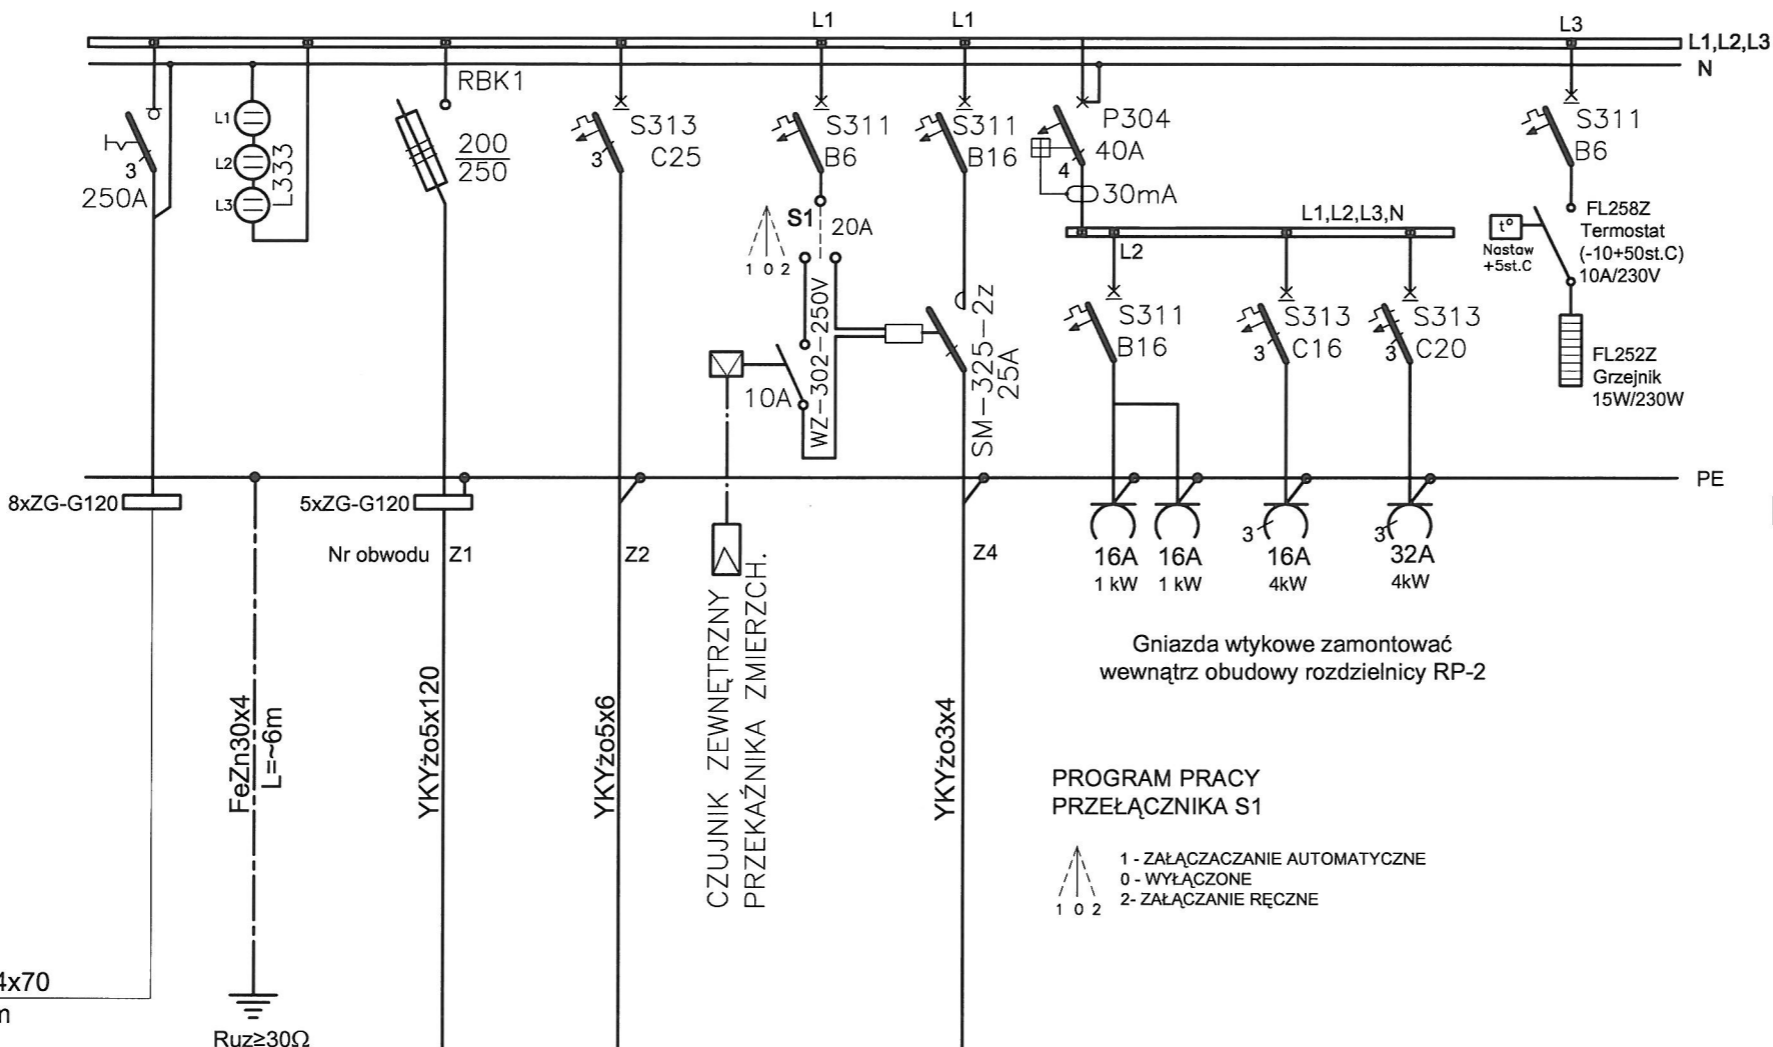 L1
L1
L3
L1,L2,L3
N
RBK1
L1
L2
L3
L333
3
250A
200
250
S313
C25
3
S311
B6
S311
B16
P304
40A
4
30mA
S311
B6
S1
20A
1 0 2
L1,L2,L3,N
L2
t°
Nastaw
+5st.C
FL258Z
Termostat
(-10+50st.C)
10A/230V
WZ-302-250V
10A
SM-325-2z
25A
S311
B16
S313
C16
3
S313
C20
3
FL252Z
Grzejnik
15W/230W
PE
8xZG-G120
5xZG-G120
Nr obwodu
Z1
Z2
Z4
3
3
16A
1 kW
16A
1 kW
16A
4kW
32A
4kW
CZUJNIK ZEWNĘTRZNY
PRZEKAŹNIKA ZMIERZCH.
Gniazda wtykowe zamontować
wewnątrz obudowy rozdzielnicy RP-2
FeZn30x4
L=~6m
YKYżo5x120
YKYżo5x6
YKYżo3x4
PROGRAM PRACY
PRZEŁĄCZNIKA S1
1 0 2
1 - ZAŁĄCZACZANIE AUTOMATYCZNE
0 - WYŁĄCZONE
2- ZAŁĄCZANIE RĘCZNE
4x70
m
Ruz≥30Ω